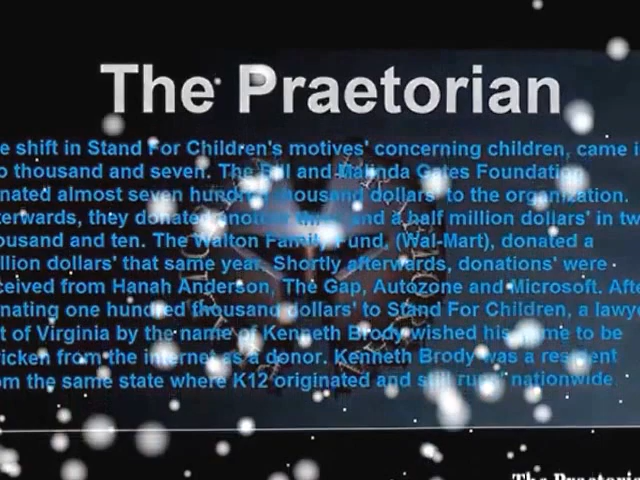 The Praetorian
e shift in Stand For Children's motives' concerning children, came i
o thousand and seven. The Bill and Malinda Gates Foundation
nated almost seven hundred thousand dollars' to the organization.
terwards, they donated another three and a half million dollars' in tw
ousand and ten. The Walton Family Fund, (Wal-Mart), donated a
llion dollars' that same year. Shortly afterwards, donations' were
ceived from Hanah Anderson, The Gap, Autozone and Microsoft. Afte
nating one hundred thousand dollars' to Stand For Children, a lawye
t of Virginia by the name of Kenneth Brody wished his name to be
ricken from the internet as a donor. Kenneth Brody was a resident
om the same state where K12 originated and still runs' nationwide
The Praetoria